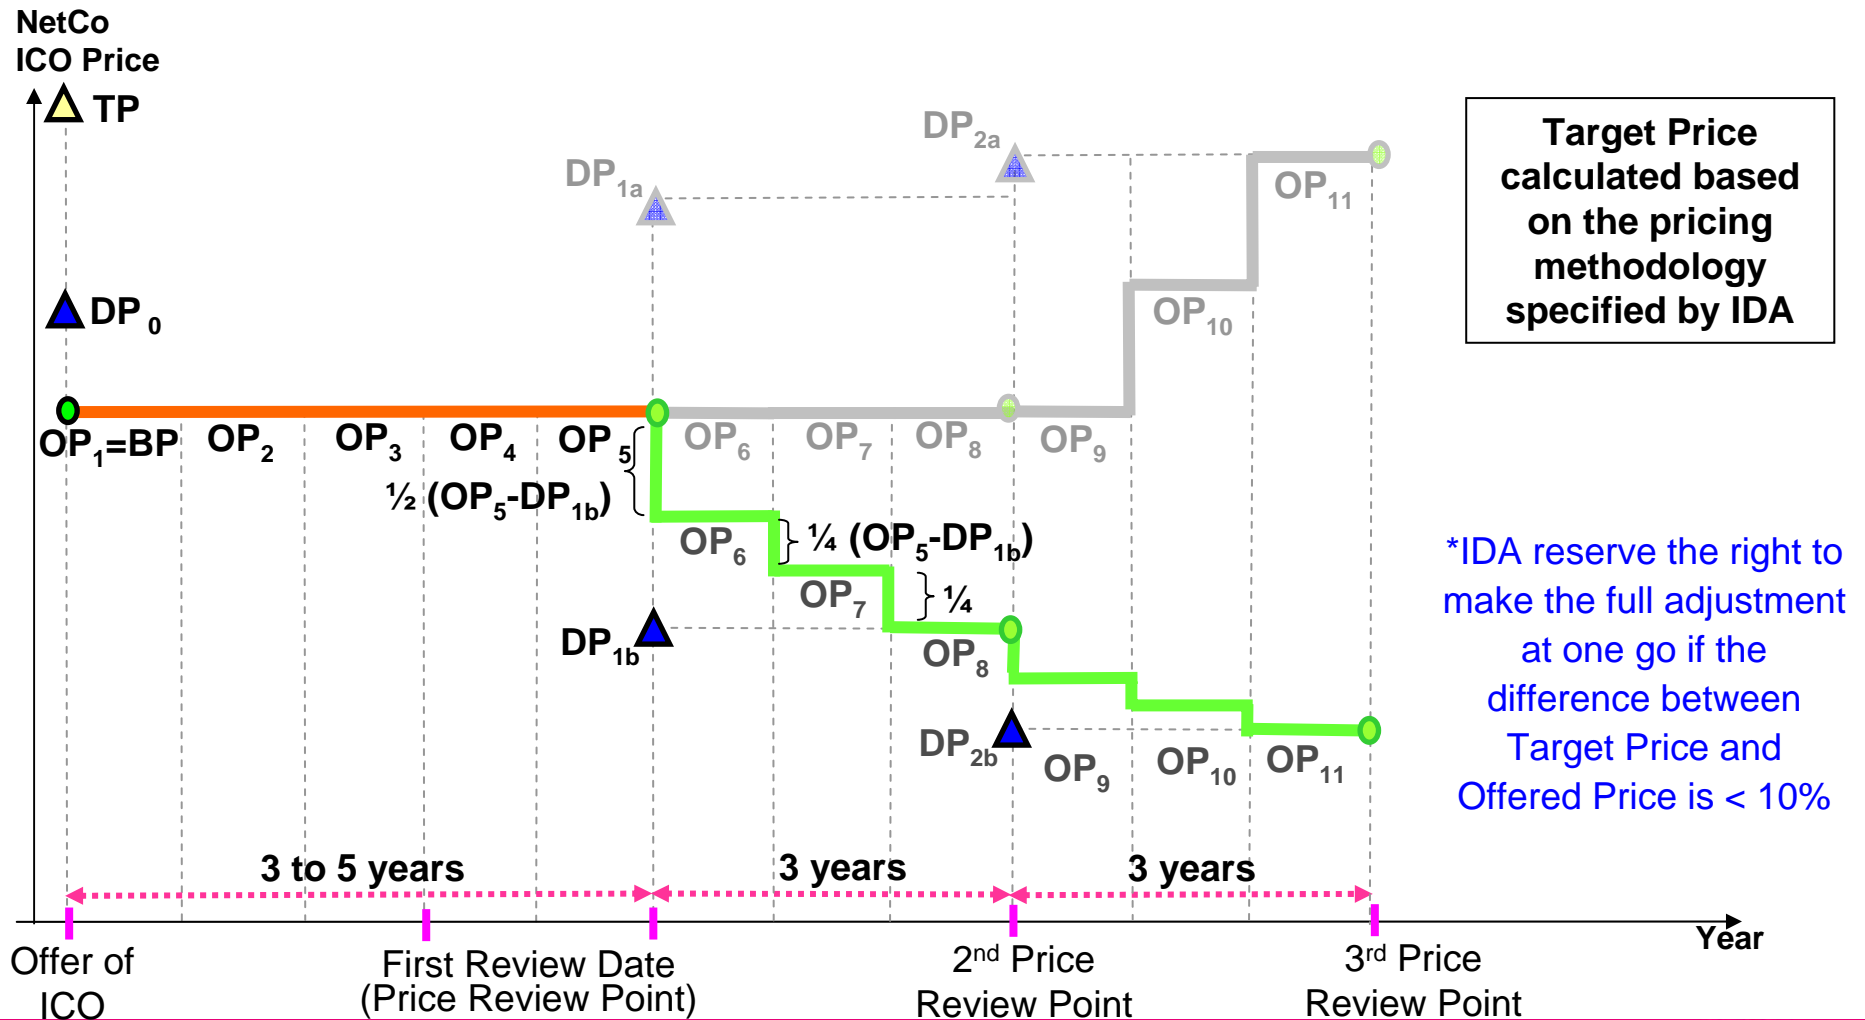 NetCo
ICO Price
TP
DP2a
DP1a
Target Price
calculated based
on the pricing
methodology
specified by IDA
OP11
DP 0
OP10
OP1=BP OP2 OP3 OP4 OP5 OP6 OP7 OP8 OP9
½ (OP5-DP1b)
OP6
¼ (OP5-DP1b)
OP7
¼
DP1b
OP8
*IDA reserve the right to
make the full adjustment
at one go if the
difference between
Target Price and
Offered Price is < 10%
DP2b
OP9
OP10
OP11
3 to 5 years
3 years
3 years
Year
Offer of
ICO
First Review Date
(Price Review Point)
2nd Price
Review Point
3rd Price
Review Point